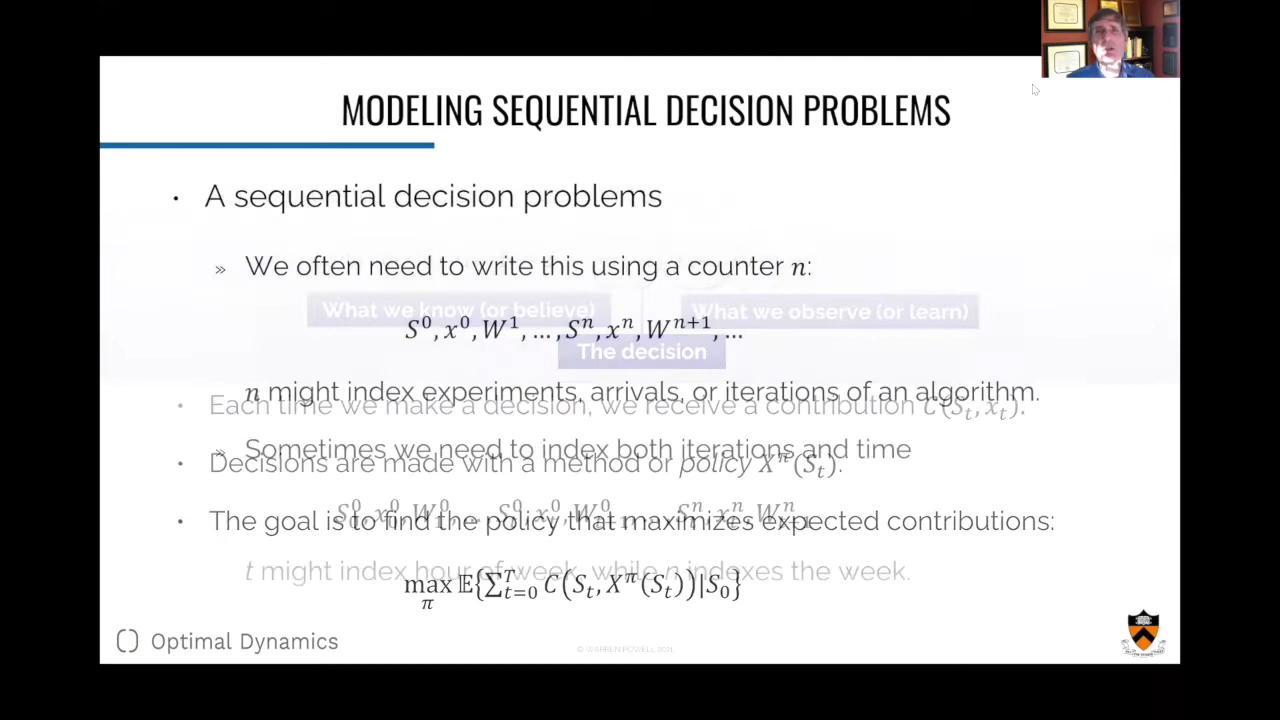 MODELING SEQUENTIAL DECISION PROBLEMS
• A sequential decision problems
» We often need to write this using a counter n:
What we know (or believe)
What we observe (or learn)
S⁰, x⁰, W¹, …, Sⁿ, xⁿ, Wⁿ⁺¹, …
The decision
n might index experiments, arrivals, or iterations of an algorithm.
• Each time we make a decision, we receive a contribution C(Sₜ, xₜ).
» Sometimes we need to index both iterations and time
• Decisions are made with a method or policy X^π(Sₜ).
• The goal is to find the policy that maximizes expected contributions:
t might index hour of week, while n indexes the week.
max_π 𝔼{∑ₜ₌₀ᵀ C(Sₜ, X^π(Sₜ))|S₀}
Optimal Dynamics
© WARREN POWELL 2021